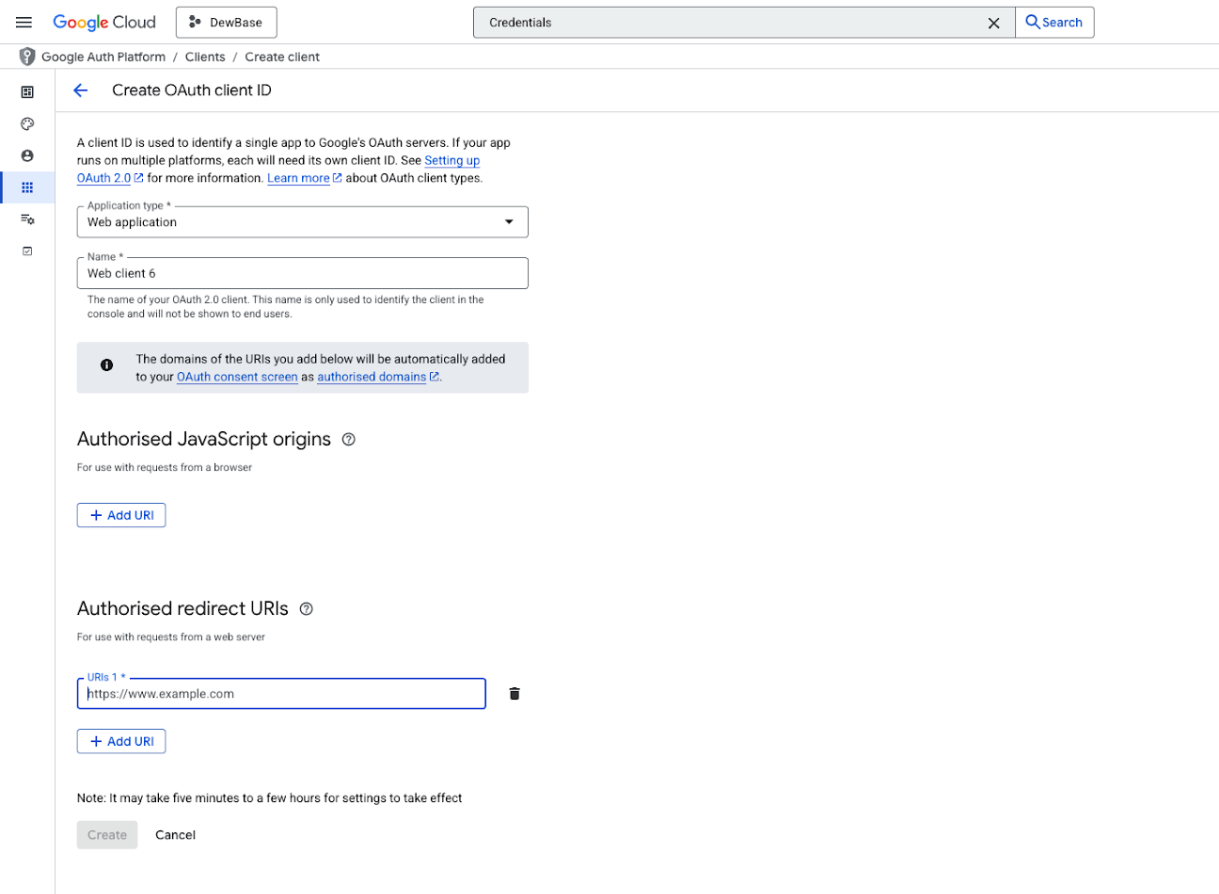 Google Cloud
DewBase
Credentials
Search
Google Auth Platform / Clients / Create client
Create OAuth client ID
A client ID is used to identify a single app to Google's OAuth servers. If your app
runs on multiple platforms, each will need its own client ID. See Setting up
OAuth 2.0 for more information. Learn more about OAuth client types.
Application type *
Web application
Name *
Web client 6
The name of your OAuth 2.0 client. This name is only used to identify the client in the
console and will not be shown to end users.
The domains of the URIs you add below will be automatically added
to your OAuth consent screen as authorised domains.
Authorised JavaScript origins
For use with requests from a browser
+ Add URI
Authorised redirect URIs
For use with requests from a web server
URIs 1 *
https://www.example.com
+ Add URI
Note: It may take five minutes to a few hours for settings to take effect
Create Cancel